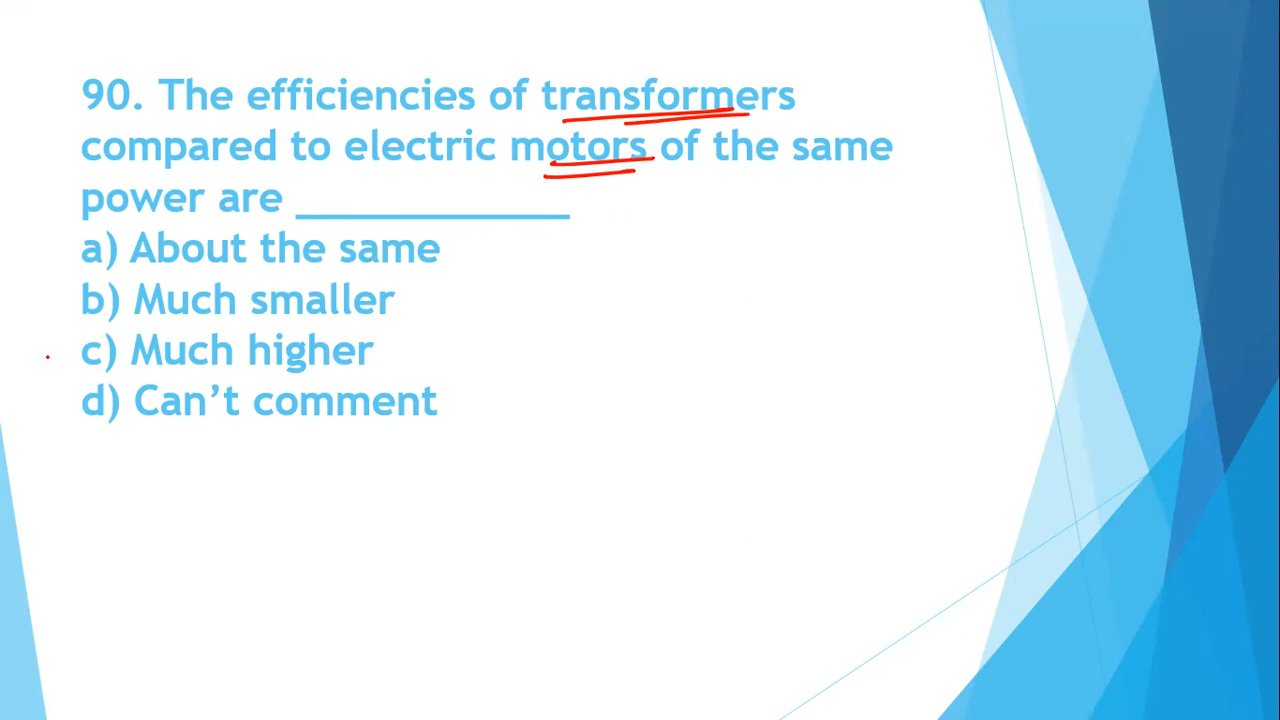 90. The efficiencies of transformers
compared to electric motors of the same
power are _____________
a) About the same
b) Much smaller
c) Much higher
d) Can’t comment